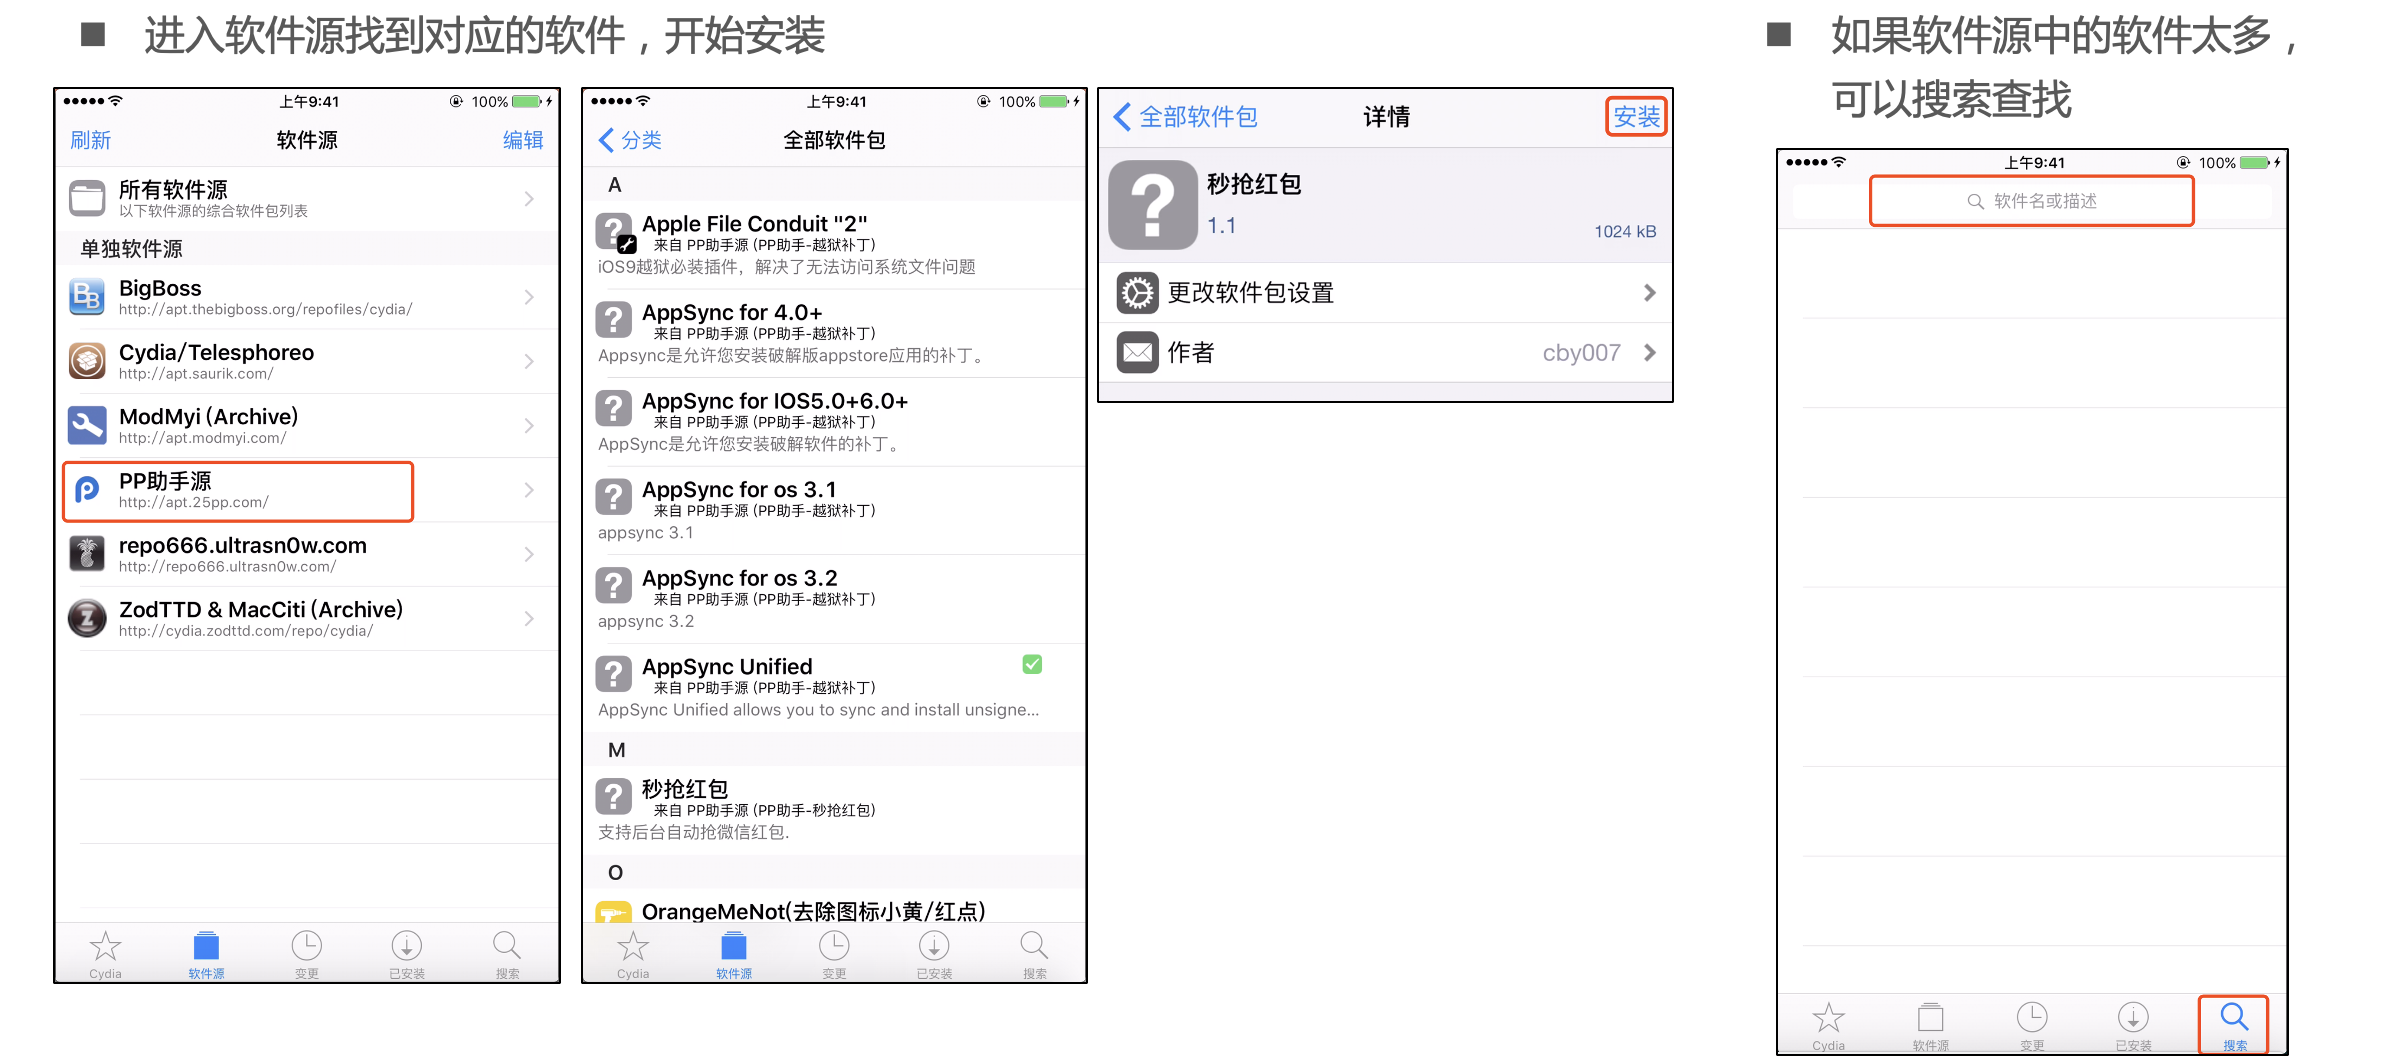 ■ 进入软件源找到对应的软件，开始安装
上午9:41 100%
刷新 软件源 编辑
所有软件源
以下软件源的综合软件包列表
单独软件源
BigBoss
http://apt.thebigboss.org/repofiles/cydia/
Cydia/Telesphoreo
http://apt.saurik.com/
ModMyi (Archive)
http://apt.modmyi.com/
PP助手源
http://apt.25pp.com/
repo666.ultrasn0w.com
http://repo666.ultrasn0w.com/
ZodTTD & MacCiti (Archive)
http://cydia.zodttd.com/repo/cydia/
Cydia 软件源 变更 已安装 搜索
上午9:41 100%
分类 全部软件包
A
Apple File Conduit "2"
来自 PP助手源 (PP助手-越狱补丁)
iOS9越狱必装插件，解决了无法访问系统文件问题
AppSync for 4.0+
来自 PP助手源 (PP助手-越狱补丁)
Appsync是允许您安装破解版appstore应用的补丁。
AppSync for IOS5.0+6.0+
来自 PP助手源 (PP助手-越狱补丁)
AppSync是允许您安装破解软件的补丁。
AppSync for os 3.1
来自 PP助手源 (PP助手-越狱补丁)
appsync 3.1
AppSync for os 3.2
来自 PP助手源 (PP助手-越狱补丁)
appsync 3.2
AppSync Unified
来自 PP助手源 (PP助手-越狱补丁)
AppSync Unified allows you to sync and install unsigne...
M
秒抢红包
来自 PP助手源 (PP助手-秒抢红包)
支持后台自动抢微信红包.
O
OrangeMeNot(去除图标小黄/红点)
Cydia 软件源 变更 已安装 搜索
全部软件包 详情 安装
秒抢红包
1.1
1024 kB
更改软件包设置
作者 cby007
■ 如果软件源中的软件太多，
可以搜索查找
上午9:41 100%
软件名或描述
Cydia 软件源 变更 已安装 搜索